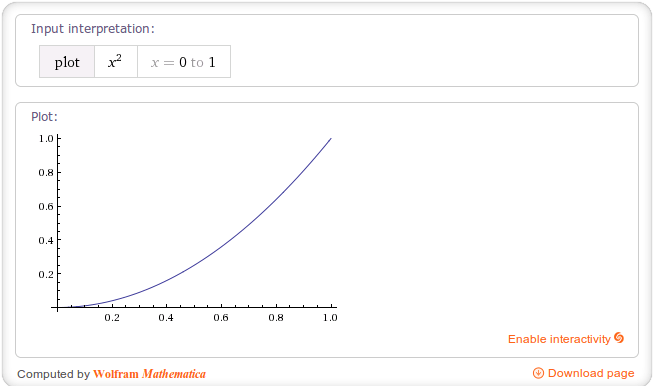 Input interpretation:
plot x² x = 0 to 1
Plot:
1.0
0.8
0.6
0.4
0.2
0.2 0.4 0.6 0.8 1.0
Enable interactivity
Computed by Wolfram Mathematica Download page